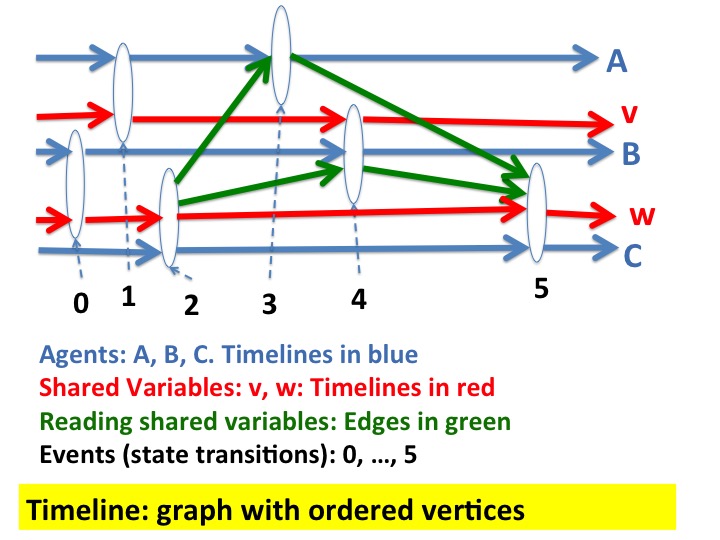 A
v
B
w
C
0 1 2 3 4 5
Agents: A, B, C. Timelines in blue
Shared Variables: v, w: Timelines in red
Reading shared variables: Edges in green
Events (state transitions): 0, ..., 5
Timeline: graph with ordered vertices